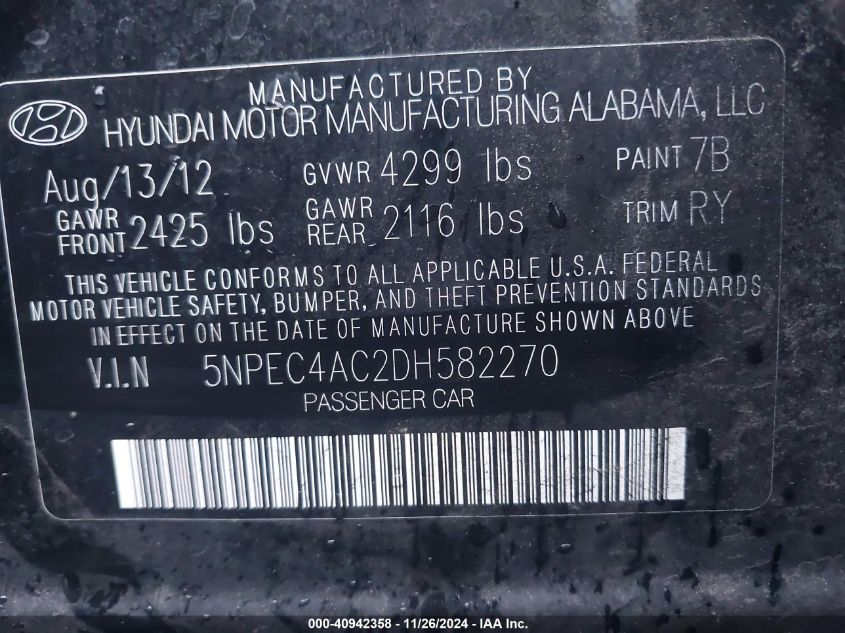 MANUFACTURED BY
HYUNDAI MOTOR MANUFACTURING ALABAMA, LLC
Aug/13/12 GVWR 4299 lbs PAINT 7B
GAWR FRONT 2425 lbs GAWR REAR 2116 lbs TRIM RY
THIS VEHICLE CONFORMS TO ALL APPLICABLE U.S.A. FEDERAL
MOTOR VEHICLE SAFETY, BUMPER, AND THEFT PREVENTION STANDARDS
IN EFFECT ON THE DATE OF MANUFACTURE SHOWN ABOVE
V.I.N 5NPEC4AC2DH582270
PASSENGER CAR
000-40942358 - 11/26/2024 - IAA Inc.